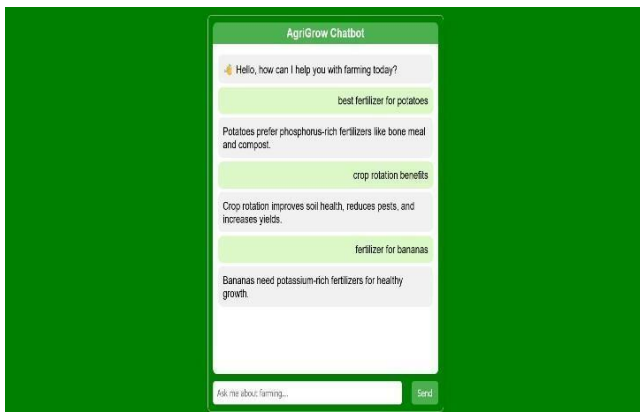 AgriGrow Chatbot
👋 Hello, how can I help you with farming today?
best fertilizer for potatoes
Potatoes prefer phosphorus-rich fertilizers like bone meal
and compost.
crop rotation benefits
Crop rotation improves soil health, reduces pests, and
increases yields.
fertilizer for bananas
Bananas need potassium-rich fertilizers for healthy
growth.
Ask me about farming...
Send